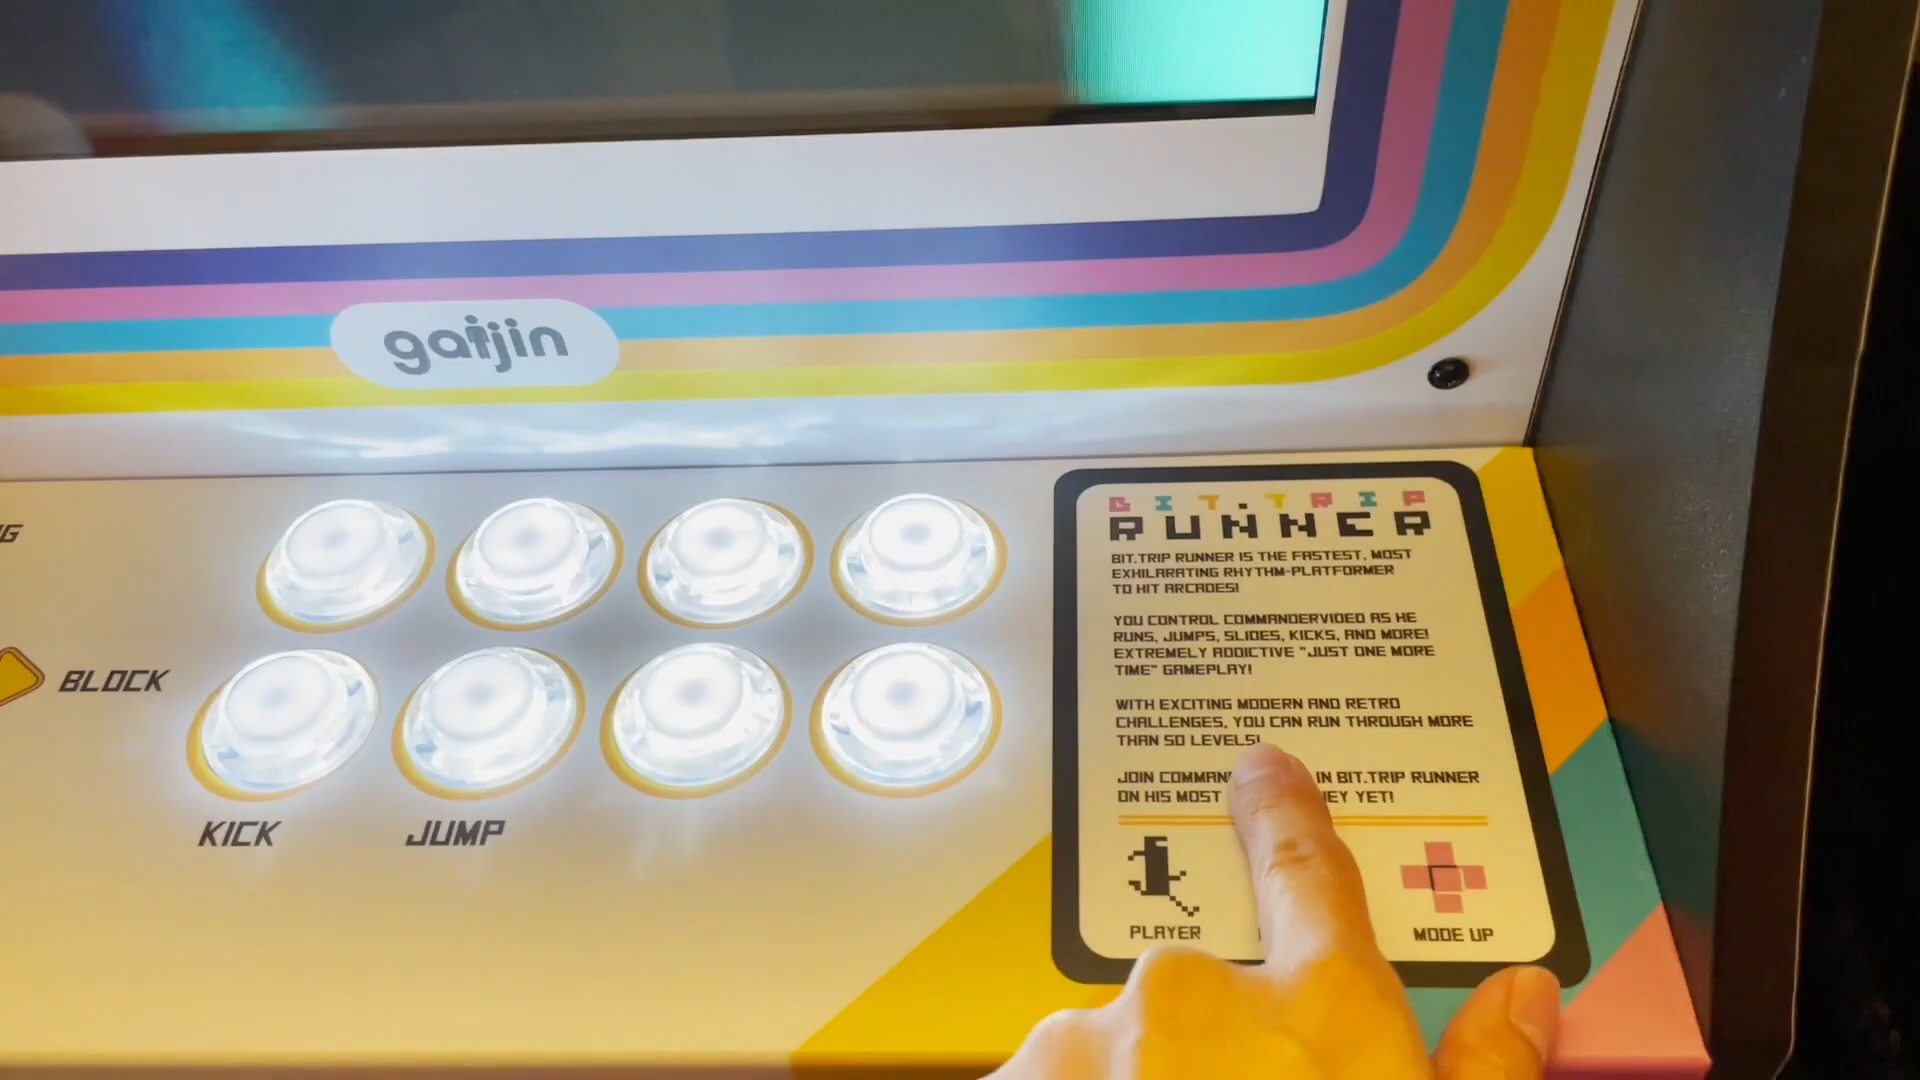 gaijin
BLOCK
KICK
JUMP
BIT.TRIP
RUNNER
BIT.TRIP RUNNER IS THE FASTEST, MOST
EXHILARATING RHYTHM-PLATFORMER
TO HIT ARCADES!
YOU CONTROL COMMANDERVIDEO AS HE
RUNS, JUMPS, SLIDES, KICKS, AND MORE!
EXTREMELY ADDICTIVE "JUST ONE MORE
TIME" GAMEPLAY!
WITH EXCITING MODERN AND RETRO
CHALLENGES, YOU CAN RUN THROUGH MORE
THAN 50 LEVELS!
JOIN IN BIT.TRIP RUNNER
ON HIS MOST YET!
PLAYER
MODE UP